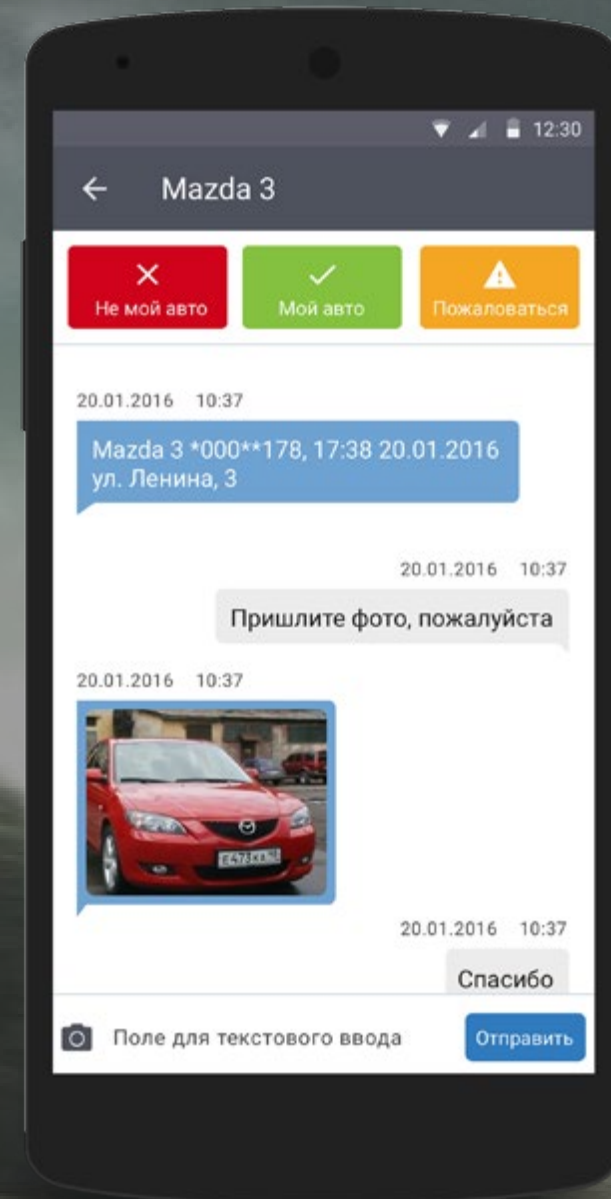 12:30
Mazda 3
Не мой авто
Мой авто
Пожаловаться
20.01.2016 10:37
Mazda 3 *000**178, 17:38 20.01.2016
ул. Ленина, 3
20.01.2016 10:37
Пришлите фото, пожалуйста
20.01.2016 10:37
Е473КА
20.01.2016 10:37
Спасибо
Поле для текстового ввода
Отправить